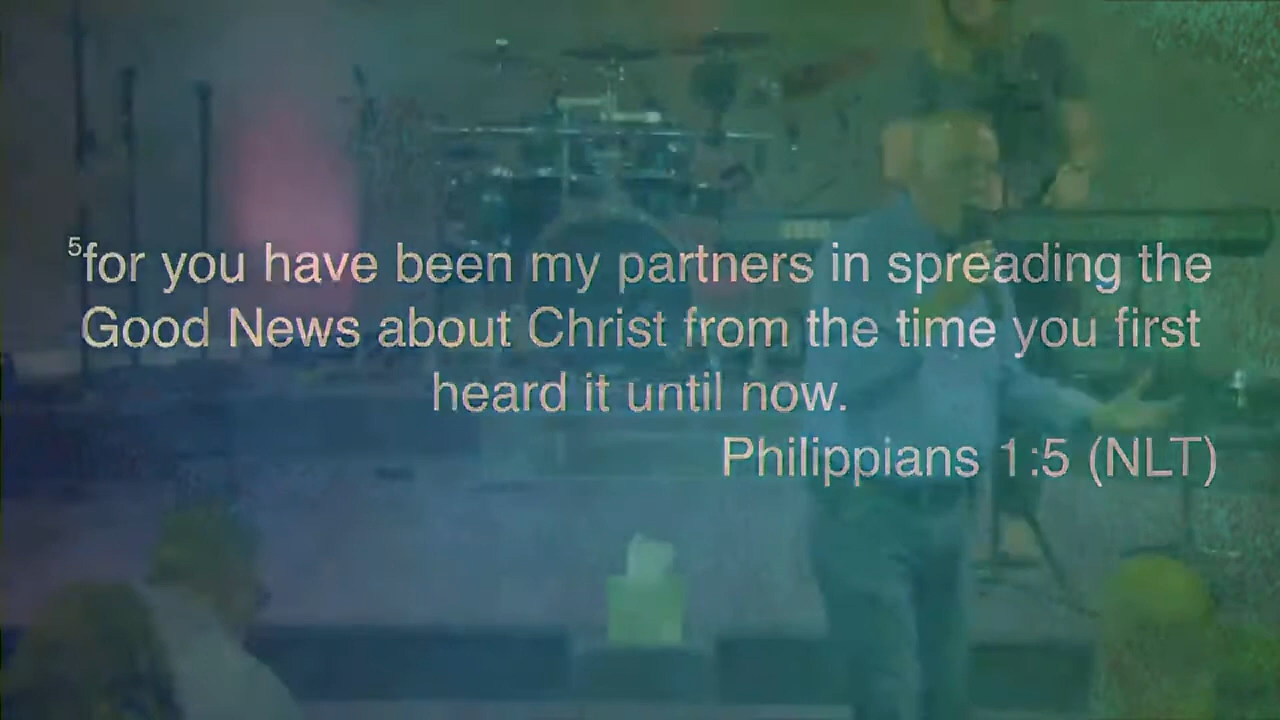 ⁵for you have been my partners in spreading the
Good News about Christ from the time you first
heard it until now.
Philippians 1:5 (NLT)